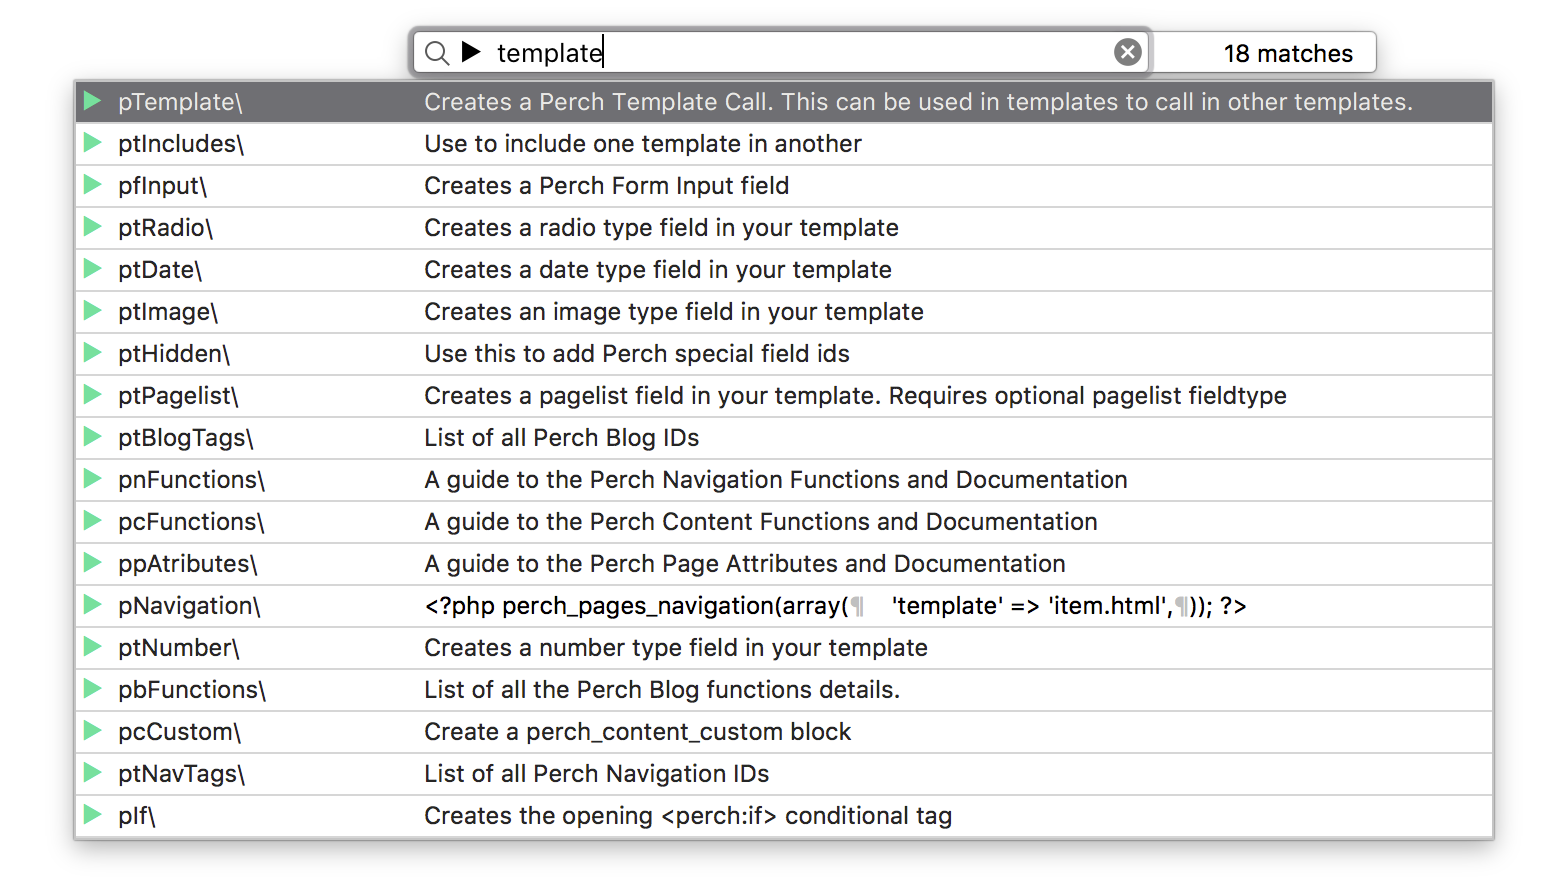 template 18 matches
pTemplate\ Creates a Perch Template Call. This can be used in templates to call in other templates.
ptIncludes\ Use to include one template in another
pfInput\ Creates a Perch Form Input field
ptRadio\ Creates a radio type field in your template
ptDate\ Creates a date type field in your template
ptImage\ Creates an image type field in your template
ptHidden\ Use this to add Perch special field ids
ptPagelist\ Creates a pagelist field in your template. Requires optional pagelist fieldtype
ptBlogTags\ List of all Perch Blog IDs
pnFunctions\ A guide to the Perch Navigation Functions and Documentation
pcFunctions\ A guide to the Perch Content Functions and Documentation
ppAtributes\ A guide to the Perch Page Attributes and Documentation
pNavigation\ <?php perch_pages_navigation(array(¶ 'template' => 'item.html',¶)); ?>
ptNumber\ Creates a number type field in your template
pbFunctions\ List of all the Perch Blog functions details.
pcCustom\ Create a perch_content_custom block
ptNavTags\ List of all Perch Navigation IDs
pIf\ Creates the opening <perch:if> conditional tag